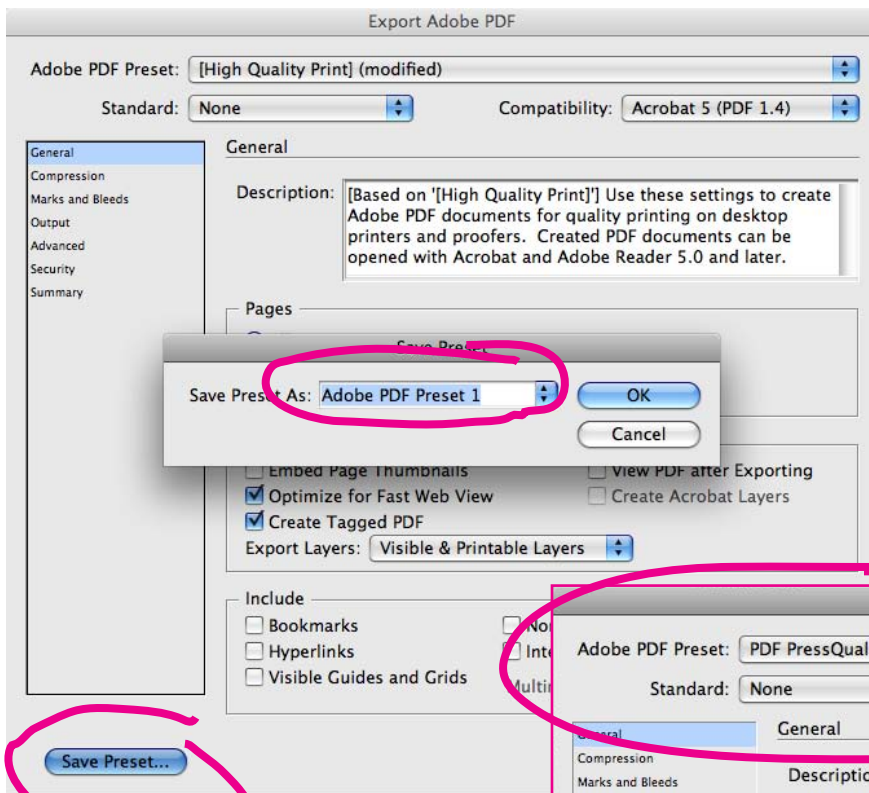 Export Adobe PDF
Adobe PDF Preset: [High Quality Print] (modified)
Standard: None Compatibility: Acrobat 5 (PDF 1.4)
General
Compression
Marks and Bleeds
Output
Advanced
Security
Summary
General
Description: [Based on '[High Quality Print]'] Use these settings to create
Adobe PDF documents for quality printing on desktop
printers and proofers. Created PDF documents can be
opened with Acrobat and Adobe Reader 5.0 and later.
Pages
Save Preset
Save Preset As: Adobe PDF Preset 1
OK
Cancel
Embed Page Thumbnails View PDF after Exporting
Optimize for Fast Web View Create Acrobat Layers
Create Tagged PDF
Export Layers: Visible & Printable Layers
Include
Bookmarks
Hyperlinks
Visible Guides and Grids
Save Preset...
Adobe PDF Preset: PDF PressQual
Standard: None
General
Compression
Marks and Bleeds
General
Descriptio